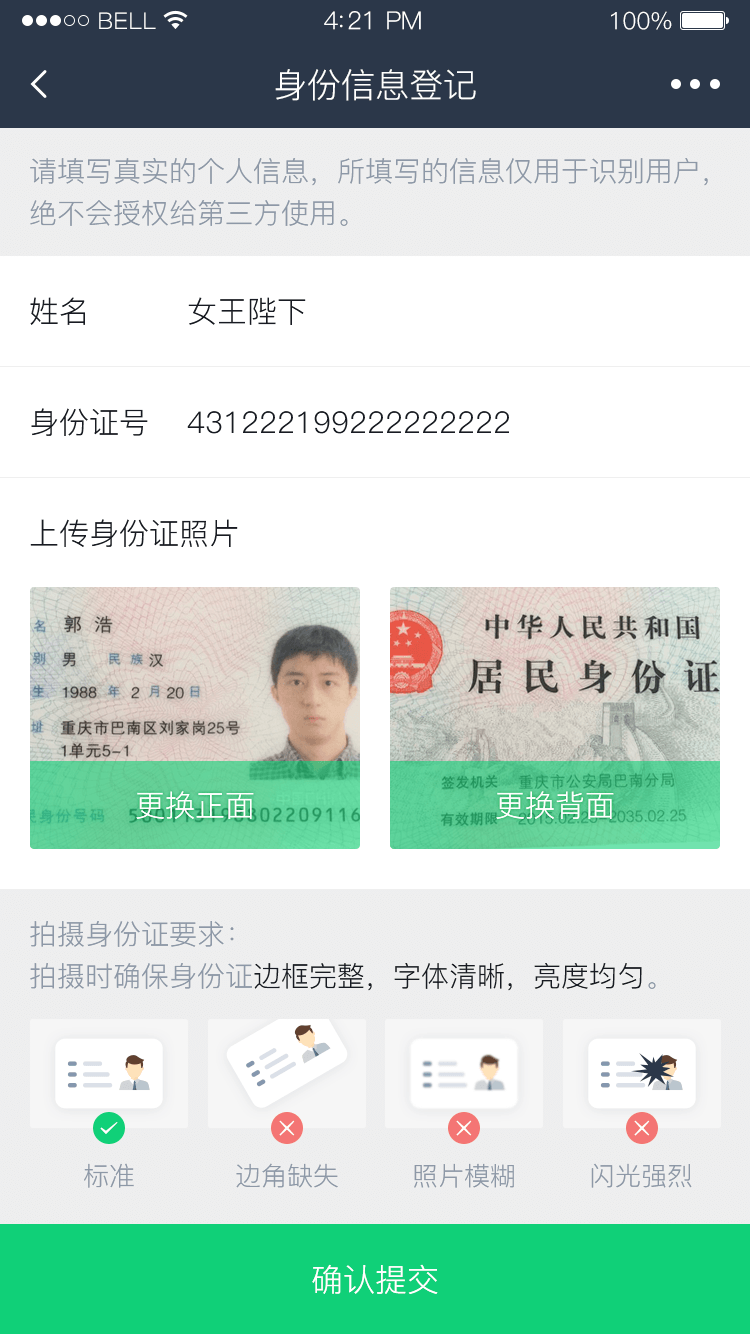 BELL 4:21 PM 100%
身份信息登记
请填写真实的个人信息，所填写的信息仅用于识别用户，
绝不会授权给第三方使用。
姓名 女王陛下
身份证号 431222199222222222
上传身份证照片
名 郭浩
别 男 民族 汉
生 1988 年 2 月 20 日
址 重庆市巴南区刘家岗25号
1单元5-1
民身份号码
更换正面
中华人民共和国
居民身份证
签发机关 重庆市公安局巴南分局
有效期限
更换背面
拍摄身份证要求：
拍摄时确保身份证边框完整，字体清晰，亮度均匀。
标准 边角缺失 照片模糊 闪光强烈
确认提交